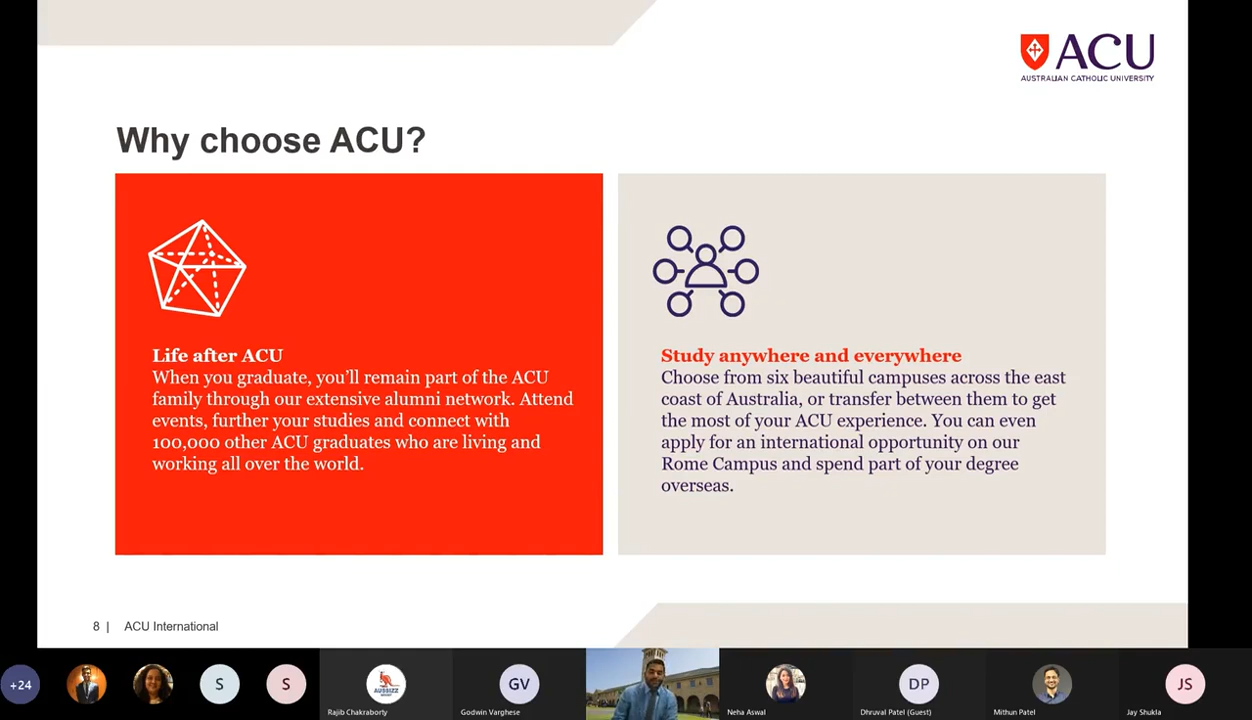 ACU
AUSTRALIAN CATHOLIC UNIVERSITY
Why choose ACU?
Life after ACU
When you graduate, you’ll remain part of the ACU
family through our extensive alumni network. Attend
events, further your studies and connect with
100,000 other ACU graduates who are living and
working all over the world.
Study anywhere and everywhere
Choose from six beautiful campuses across the east
coast of Australia, or transfer between them to get
the most of your ACU experience. You can even
apply for an international opportunity on our
Rome Campus and spend part of your degree
overseas.
8 | ACU International
+24
S
S
AUSSIZZ
Rajib Chakraborty
GV
Godwin Varghese
Neha Aswal
DP
Dhruval Patel (Guest)
Mithun Patel
JS
Jay Shukla